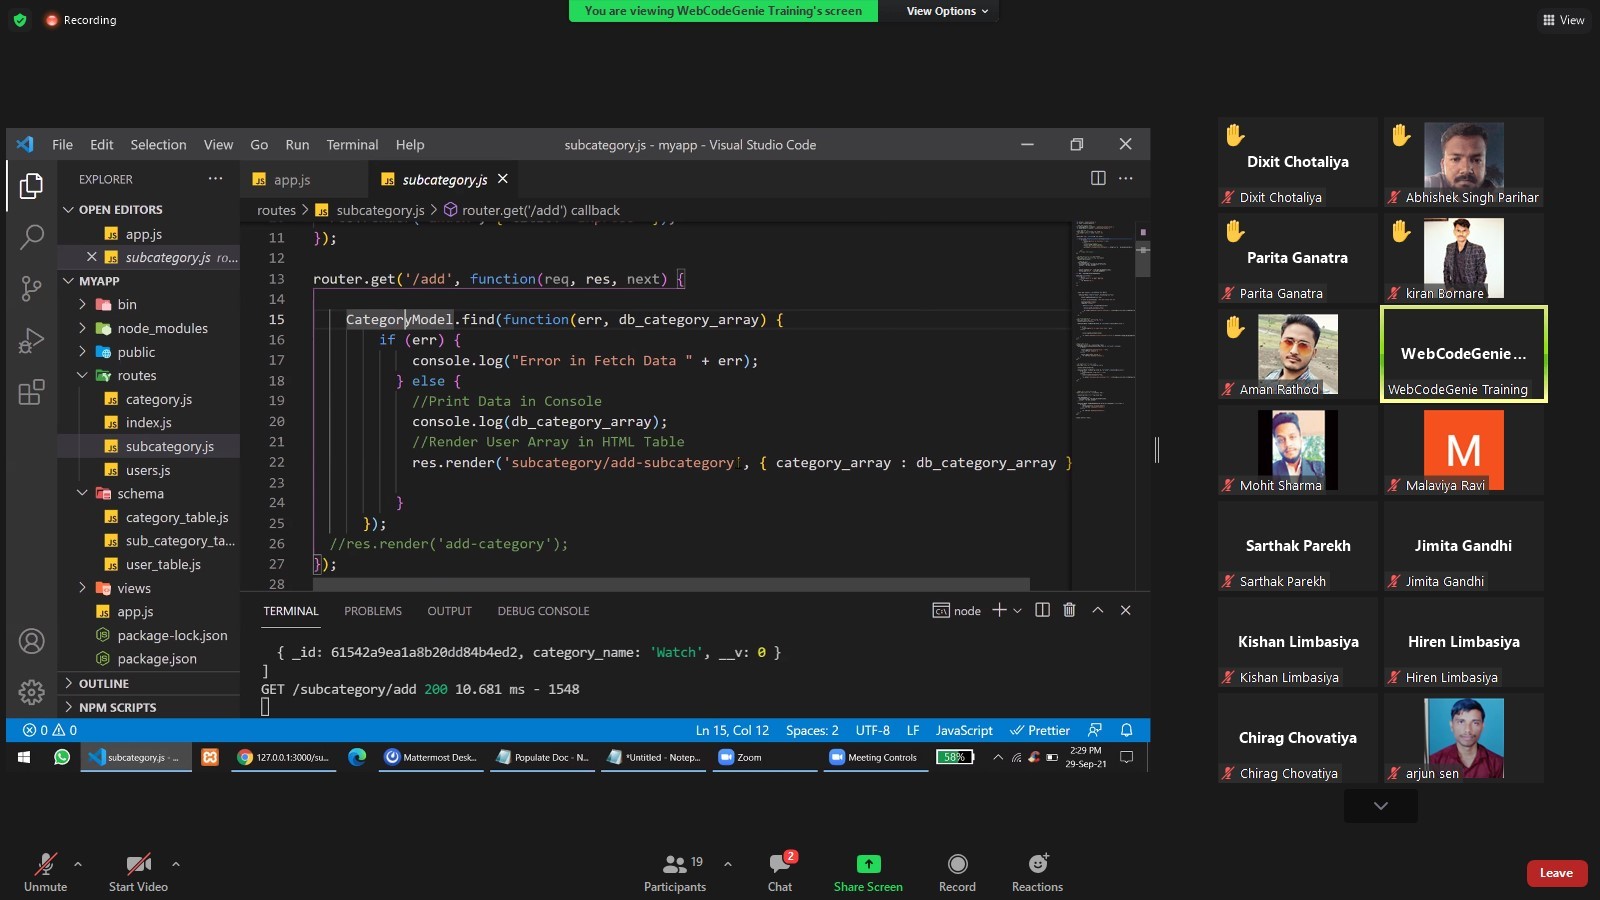 Recording
You are viewing WebCodeGenie Training's screen
View Options
View
File Edit Selection View Go Run Terminal Help
subcategory.js - myapp - Visual Studio Code
EXPLORER
OPEN EDITORS
app.js
subcategory.js ro...
MYAPP
bin
node_modules
public
routes
category.js
index.js
subcategory.js
users.js
schema
category_table.js
sub_category_ta...
user_table.js
views
app.js
package-lock.json
package.json
OUTLINE
NPM SCRIPTS
app.js
subcategory.js
routes > subcategory.js > router.get('/add') callback
11 });
12
13 router.get('/add', function(req, res, next) {
14
15 CategoryModel.find(function(err, db_category_array) {
16 if (err) {
17 console.log("Error in Fetch Data " + err);
18 } else {
19 //Print Data in Console
20 console.log(db_category_array);
21 //Render User Array in HTML Table
22 res.render('subcategory/add-subcategory', { category_array : db_category_array }
23
24 }
25 });
26 //res.render('add-category');
27 });
28
TERMINAL PROBLEMS OUTPUT DEBUG CONSOLE
node
{ _id: 61542a9ea1a8b20dd84b4ed2, category_name: 'Watch', __v: 0 }
]
GET /subcategory/add 200 10.681 ms - 1548
0 0
Ln 15, Col 12 Spaces: 2 UTF-8 LF JavaScript Prettier
subcategory.js - ...
127.0.0.1:3000/su...
Mattermost Desk...
Populate Doc - N...
*Untitled - Notep...
Zoom
Meeting Controls
58%
2:29 PM
29-Sep-21
Dixit Chotaliya
Dixit Chotaliya
Abhishek Singh Parihar
Parita Ganatra
Parita Ganatra
kiran Bornare
Aman Rathod
WebCodeGenie...
WebCodeGenie Training
Mohit Sharma
M
Malaviya Ravi
Sarthak Parekh
Sarthak Parekh
Jimita Gandhi
Jimita Gandhi
Kishan Limbasiya
Kishan Limbasiya
Hiren Limbasiya
Hiren Limbasiya
Chirag Chovatiya
Chirag Chovatiya
arjun sen
Unmute
Start Video
19
Participants
2
Chat
Share Screen
Record
Reactions
Leave